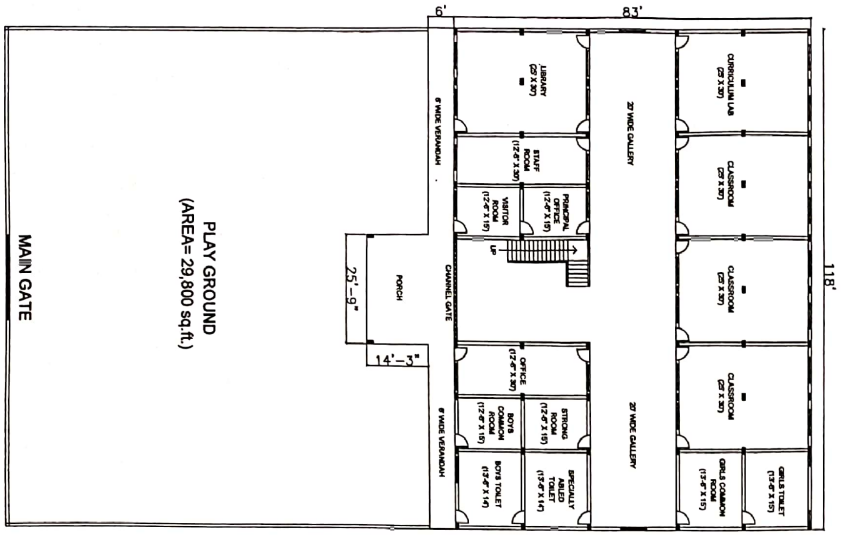 118'
CURRICULUM LAB
(25' X 30')
CLASSROOM
(25' X 30')
CLASSROOM
(25' X 30')
CLASSROOM
(25' X 30')
GIRLS TOILET
(13'-6" X 15')
GIRLS COMMON
ROOM
(13'-6" X 15')
83'
20' WIDE GALLERY
20' WIDE GALLERY
LIBRARY
(25' X 30')
STAFF
ROOM
(12'-6" X 30')
PRINCIPAL
OFFICE
(12'-6" X 15')
VISITOR
ROOM
(12'-6" X 15')
UP
OFFICE
(12'-6" X 30')
STRONG
ROOM
(12'-6" X 15')
BOYS
COMMON
ROOM
(12'-6" X 15')
SPECIALLY
ABLED
TOILET
(13'-6" X 14')
BOYS TOILET
(13'-6" X 14')
6'
6' WIDE VERANDAH
CHANNEL GATE
6' WIDE VERANDAH
PORCH
14'-3"
25'-9"
PLAY GROUND
(AREA= 29,800 sq.ft.)
MAIN GATE